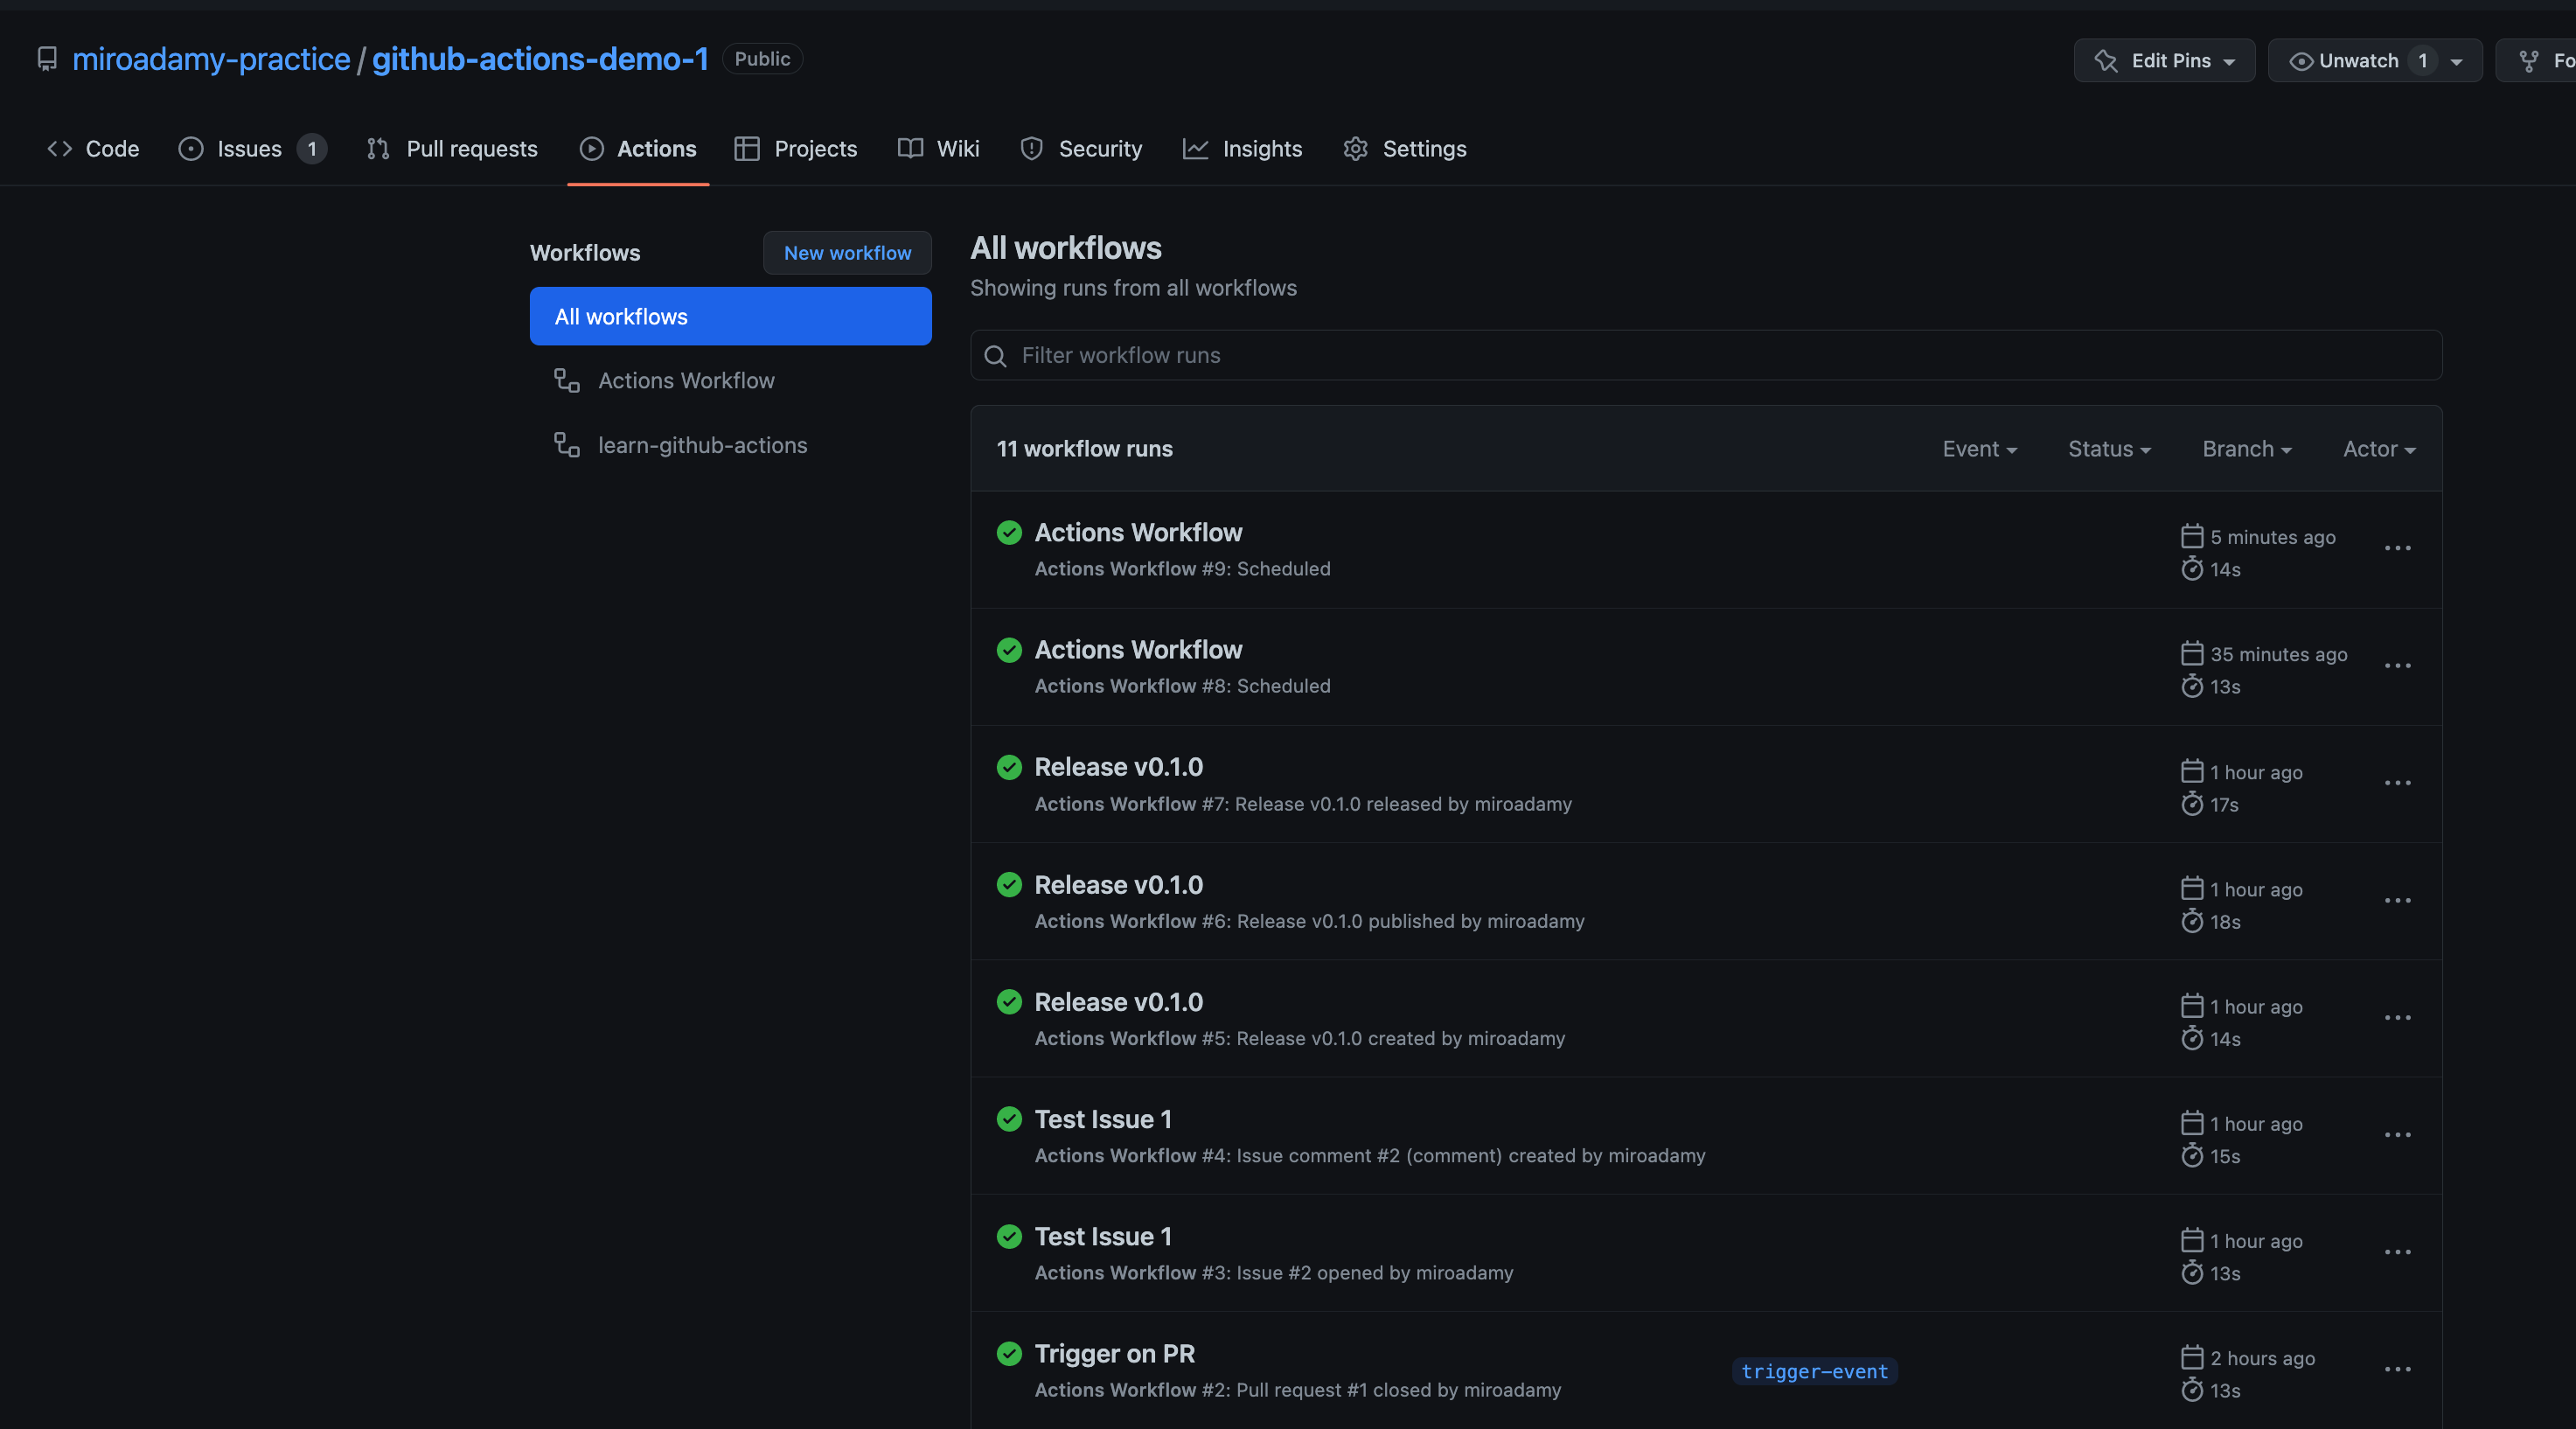 miroadamy-practice / github-actions-demo-1 Public
Edit Pins Unwatch 1 Fo
Code Issues 1 Pull requests Actions Projects Wiki Security Insights Settings
Workflows New workflow
All workflows
Actions Workflow
learn-github-actions
All workflows
Showing runs from all workflows
Filter workflow runs
11 workflow runs Event Status Branch Actor
Actions Workflow
Actions Workflow #9: Scheduled
5 minutes ago
14s
Actions Workflow
Actions Workflow #8: Scheduled
35 minutes ago
13s
Release v0.1.0
Actions Workflow #7: Release v0.1.0 released by miroadamy
1 hour ago
17s
Release v0.1.0
Actions Workflow #6: Release v0.1.0 published by miroadamy
1 hour ago
18s
Release v0.1.0
Actions Workflow #5: Release v0.1.0 created by miroadamy
1 hour ago
14s
Test Issue 1
Actions Workflow #4: Issue comment #2 (comment) created by miroadamy
1 hour ago
15s
Test Issue 1
Actions Workflow #3: Issue #2 opened by miroadamy
1 hour ago
13s
Trigger on PR
Actions Workflow #2: Pull request #1 closed by miroadamy
trigger-event
2 hours ago
13s